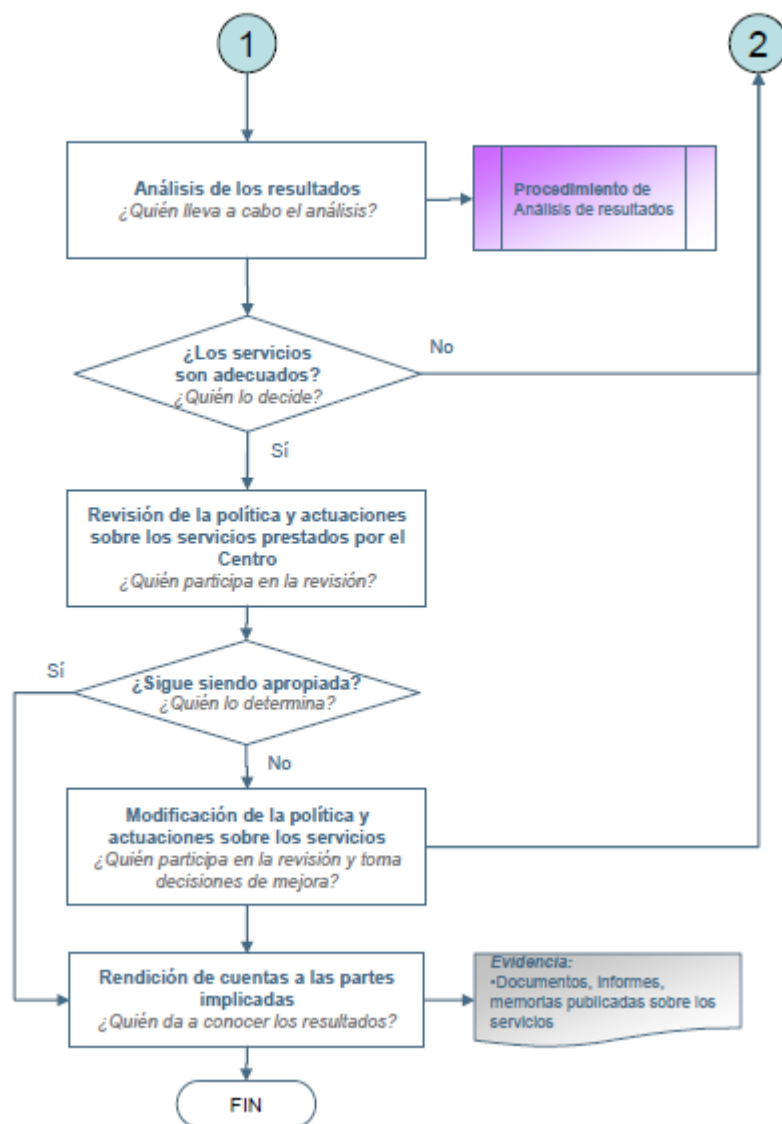 1
2
Análisis de los resultados
¿Quién lleva a cabo el análisis?
Procedimiento de
Análisis de resultados
¿Los servicios
son adecuados?
¿Quién lo decide?
No
Sí
Revisión de la política y actuaciones
sobre los servicios prestados por el
Centro
¿Quién participa en la revisión?
Sí
¿Sigue siendo apropiada?
¿Quién lo determina?
No
Modificación de la política y
actuaciones sobre los servicios
¿Quién participa en la revisión y toma
decisiones de mejora?
Rendición de cuentas a las partes
implicadas
¿Quién da a conocer los resultados?
Evidencia:
•Documentos, informes,
memorias publicadas sobre los
servicios
FIN